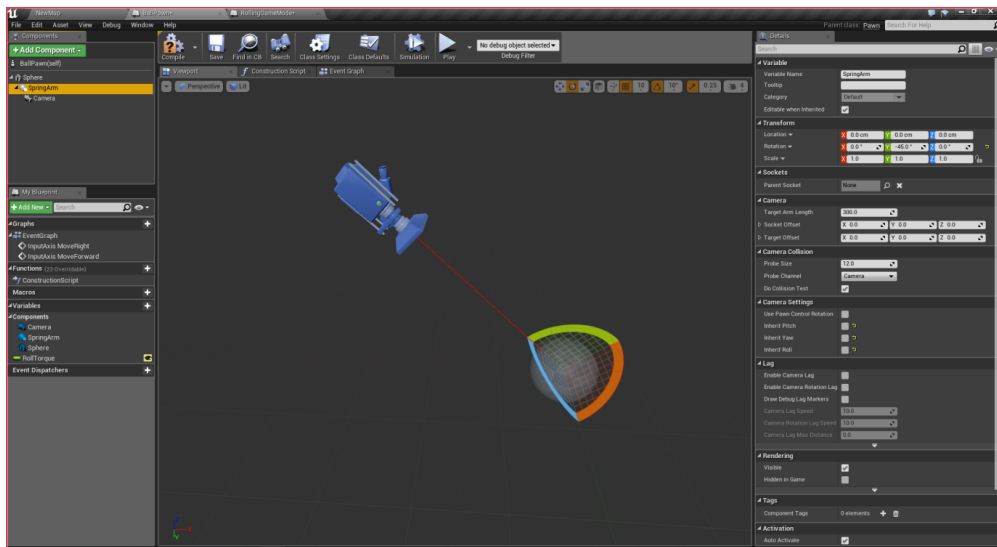 NewMap
BallPawn
RollingGameMode
File Edit Asset View Debug Window Help
Parent class: Pawn Search For Help
Components
+Add Component
BallPawn(self)
Sphere
SpringArm
Camera
Compile Save Find in CB Search Class Settings Class Defaults Simulation Play
No debug object selected
Debug Filter
Viewport Construction Script Event Graph
Perspective Lit
10 10° 0.25 4
My Blueprint
+Add New Search
Graphs
EventGraph
InputAxis MoveRight
InputAxis MoveForward
Functions (23 Overridable)
ConstructionScript
Macros
Variables
Components
Camera
SpringArm
Sphere
RollTorque
Event Dispatchers
Details
Search
Variable
Variable Name SpringArm
Tooltip
Category Default
Editable when Inherited
Transform
Location X 0.0 cm Y 0.0 cm Z 0.0 cm
Rotation X 0.0° Y -45.0° Z 0.0°
Scale X 1.0 Y 1.0 Z 1.0
Sockets
Parent Socket None
Camera
Target Arm Length 300.0
Socket Offset X 0.0 Y 0.0 Z 0.0
Target Offset X 0.0 Y 0.0 Z 0.0
Camera Collision
Probe Size 12.0
Probe Channel Camera
Do Collision Test
Camera Settings
Use Pawn Control Rotation
Inherit Pitch
Inherit Yaw
Inherit Roll
Lag
Enable Camera Lag
Enable Camera Rotation Lag
Draw Debug Lag Markers
Camera Lag Speed 10.0
Camera Rotation Lag Speed 10.0
Camera Lag Max Distance 0.0
Rendering
Visible
Hidden in Game
Tags
Component Tags 0 elements
Activation
Auto Activate